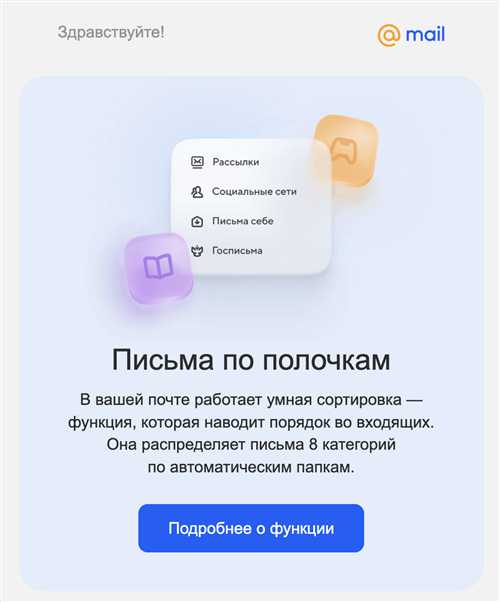 Здравствуйте!
@ mail
Рассылки
Социальные сети
Письма себе
Госписьма
Письма по полочкам
В вашей почте работает умная сортировка —
функция, которая наводит порядок во входящих.
Она распределяет письма 8 категорий
по автоматическим папкам.
Подробнее о функции